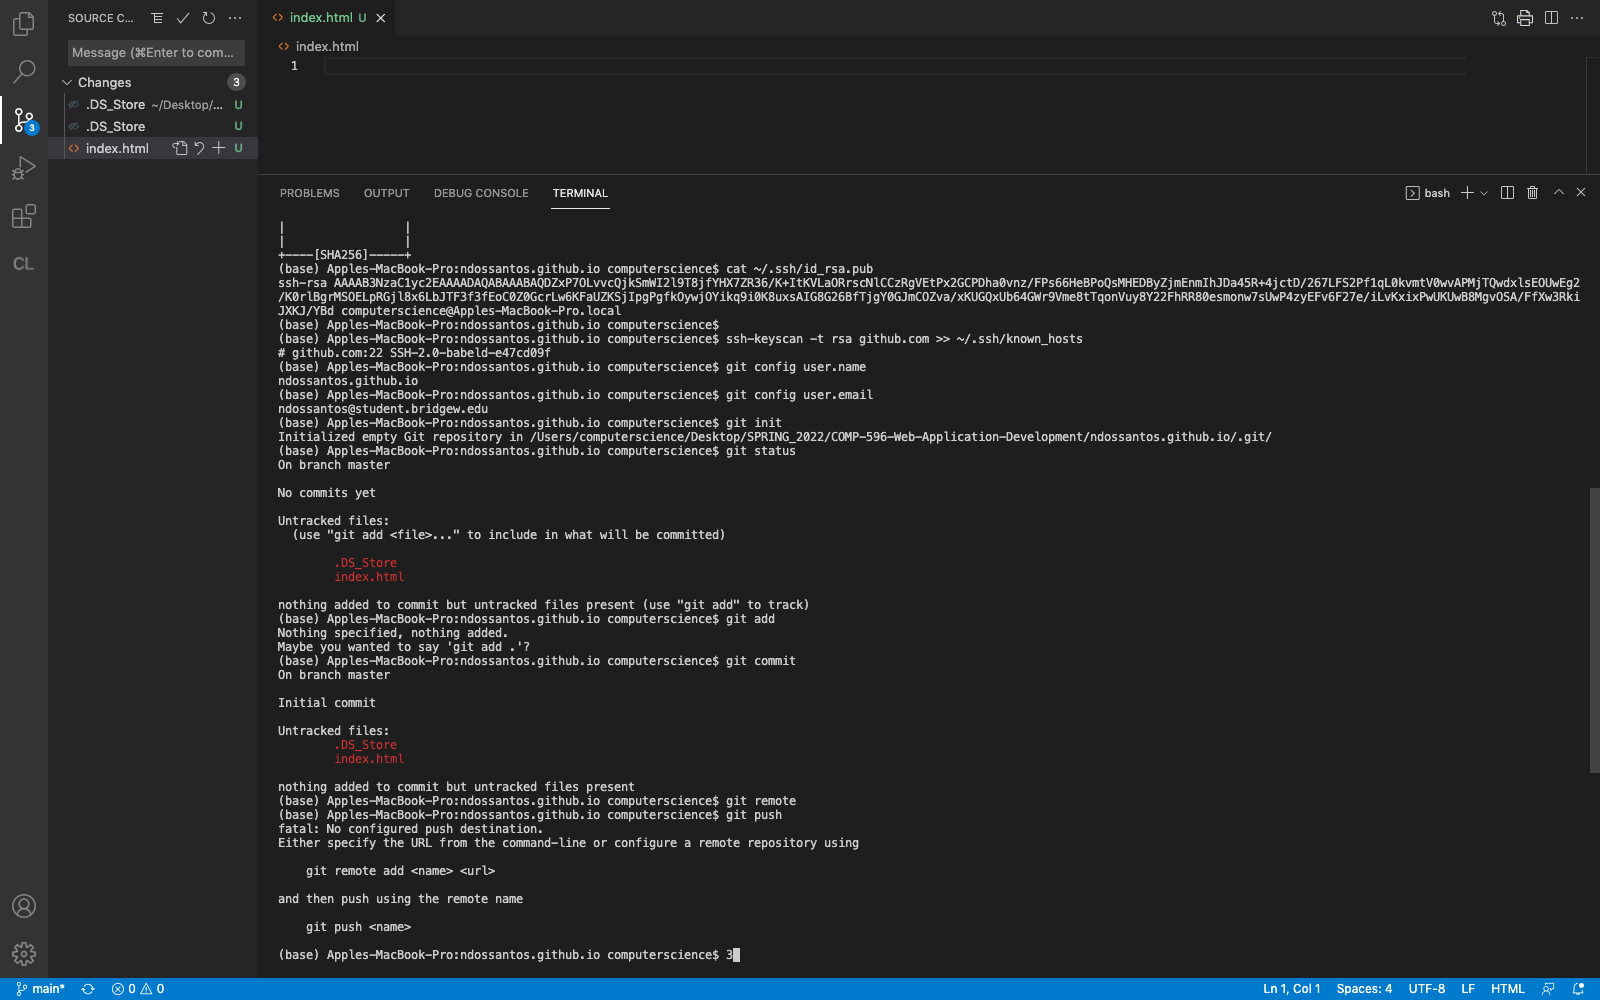 SOURCE C...
Message (⌘Enter to com...
Changes 3
.DS_Store ~/Desktop/... U
.DS_Store U
index.html U
3
CL
index.html U
index.html
1
PROBLEMS OUTPUT DEBUG CONSOLE TERMINAL
bash
| |
| |
+----[SHA256]-----+
(base) Apples-MacBook-Pro:ndossantos.github.io computerscience$ cat ~/.ssh/id_rsa.pub
ssh-rsa AAAAB3NzaC1yc2EAAAADAQABAAABAQDZxP7OLvvcQjkSmWI2l9T8jfYHX7ZR36/K+ItKVLaORrscNlCCzRgVEtPx2GCPDha0vnz/FPs66HeBPoQsMHEDByZjmEnmIhJDa45R+4jctD/267LFS2Pf1qL0kvmtV0wvAPMjTQwdxlsEOUwEg2
/K0rlBgrMSOELpRGjl8x6LbJTF3f3fEoC0Z0GcrLw6KFaUZKSjIpgPgfkOywjOYikq9i0K8uxsAIG8G26BfTjgY0GJmCOZva/xKUGQxUb64GWr9Vme8tTqonVuy8Y22FhRR80esmonw7sUwP4zyEFv6F27e/iLvKxixPwUKUwB8MgvOSA/FfXw3Rki
JXKJ/YBd computerscience@Apples-MacBook-Pro.local
(base) Apples-MacBook-Pro:ndossantos.github.io computerscience$
(base) Apples-MacBook-Pro:ndossantos.github.io computerscience$ ssh-keyscan -t rsa github.com >> ~/.ssh/known_hosts
# github.com:22 SSH-2.0-babeld-e47cd09f
(base) Apples-MacBook-Pro:ndossantos.github.io computerscience$ git config user.name
ndossantos.github.io
(base) Apples-MacBook-Pro:ndossantos.github.io computerscience$ git config user.email
ndossantos@student.bridgew.edu
(base) Apples-MacBook-Pro:ndossantos.github.io computerscience$ git init
Initialized empty Git repository in /Users/computerscience/Desktop/SPRING_2022/COMP-596-Web-Application-Development/ndossantos.github.io/.git/
(base) Apples-MacBook-Pro:ndossantos.github.io computerscience$ git status
On branch master
No commits yet
Untracked files:
(use "git add <file>..." to include in what will be committed)
.DS_Store
index.html
nothing added to commit but untracked files present (use "git add" to track)
(base) Apples-MacBook-Pro:ndossantos.github.io computerscience$ git add
Nothing specified, nothing added.
Maybe you wanted to say 'git add .'?
(base) Apples-MacBook-Pro:ndossantos.github.io computerscience$ git commit
On branch master
Initial commit
Untracked files:
.DS_Store
index.html
nothing added to commit but untracked files present
(base) Apples-MacBook-Pro:ndossantos.github.io computerscience$ git remote
(base) Apples-MacBook-Pro:ndossantos.github.io computerscience$ git push
fatal: No configured push destination.
Either specify the URL from the command-line or configure a remote repository using
git remote add <name> <url>
and then push using the remote name
git push <name>
(base) Apples-MacBook-Pro:ndossantos.github.io computerscience$ 3
main* 0 0 Ln 1, Col 1 Spaces: 4 UTF-8 LF HTML